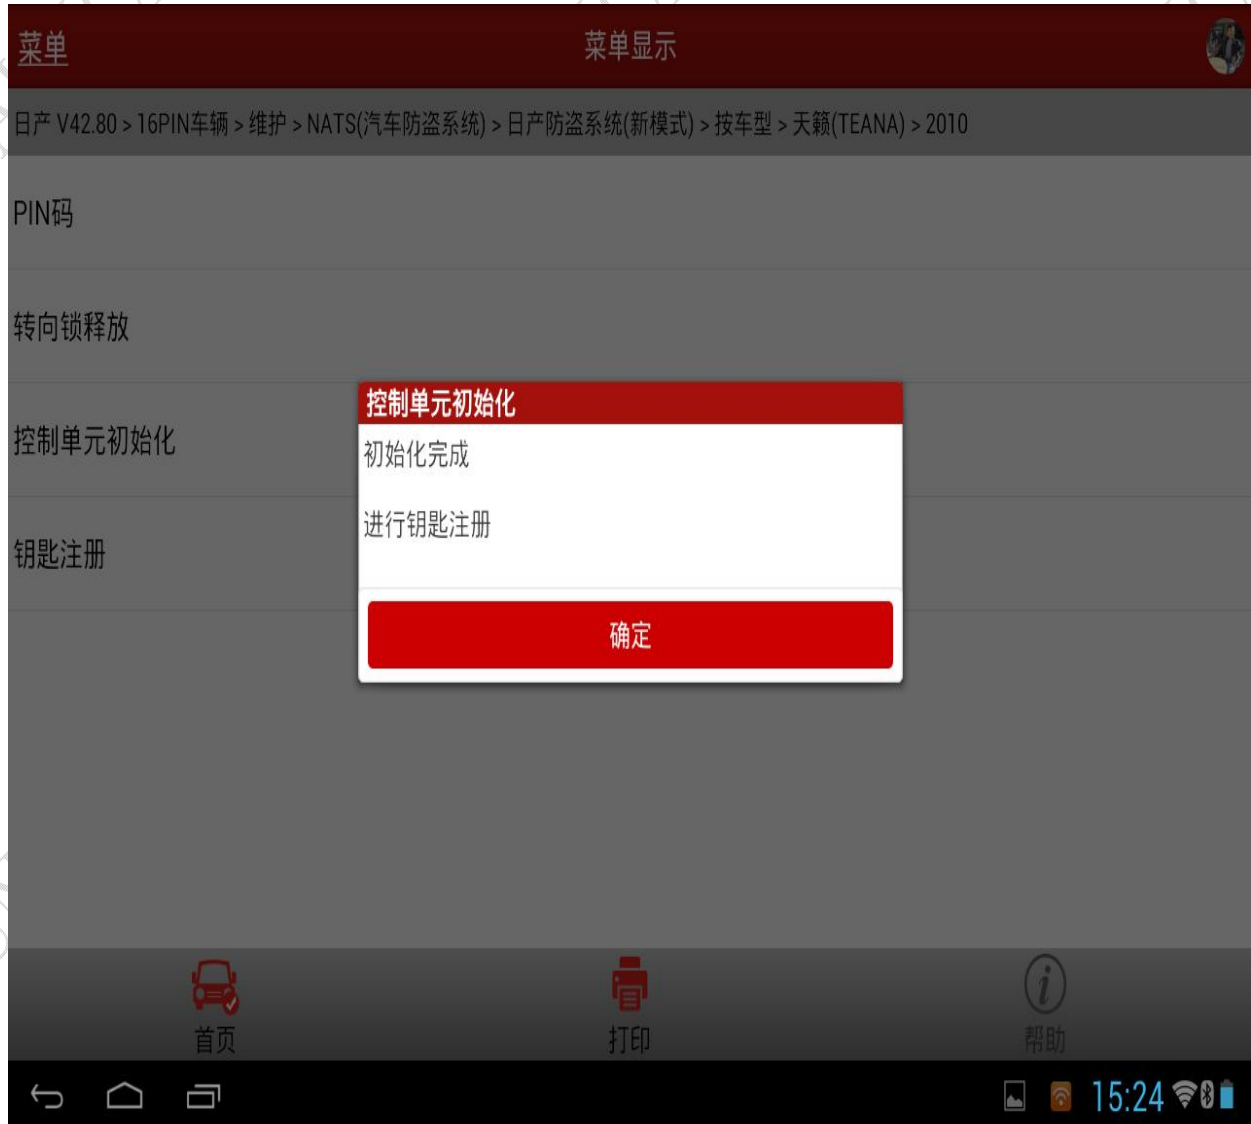 菜单
菜单显示
日产 V42.80 > 16PIN车辆 > 维护 > NATS(汽车防盗系统) > 日产防盗系统(新模式) > 按车型 > 天籁(TEANA) > 2010
PIN码
转向锁释放
控制单元初始化
钥匙注册
控制单元初始化
初始化完成
进行钥匙注册
确定
首页
打印
帮助
15:24